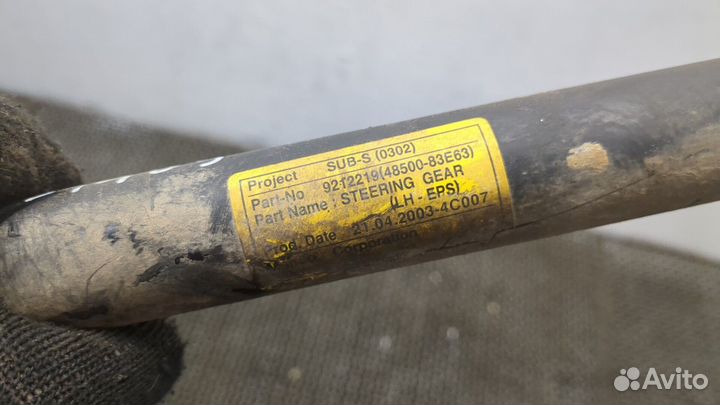 Project SUB-S (0302)
Part-No 9212219(48500-83E63)
Part Name : STEERING GEAR
(LH - EPS)
Date 21.04.2003-4C007
Corporation
Avito